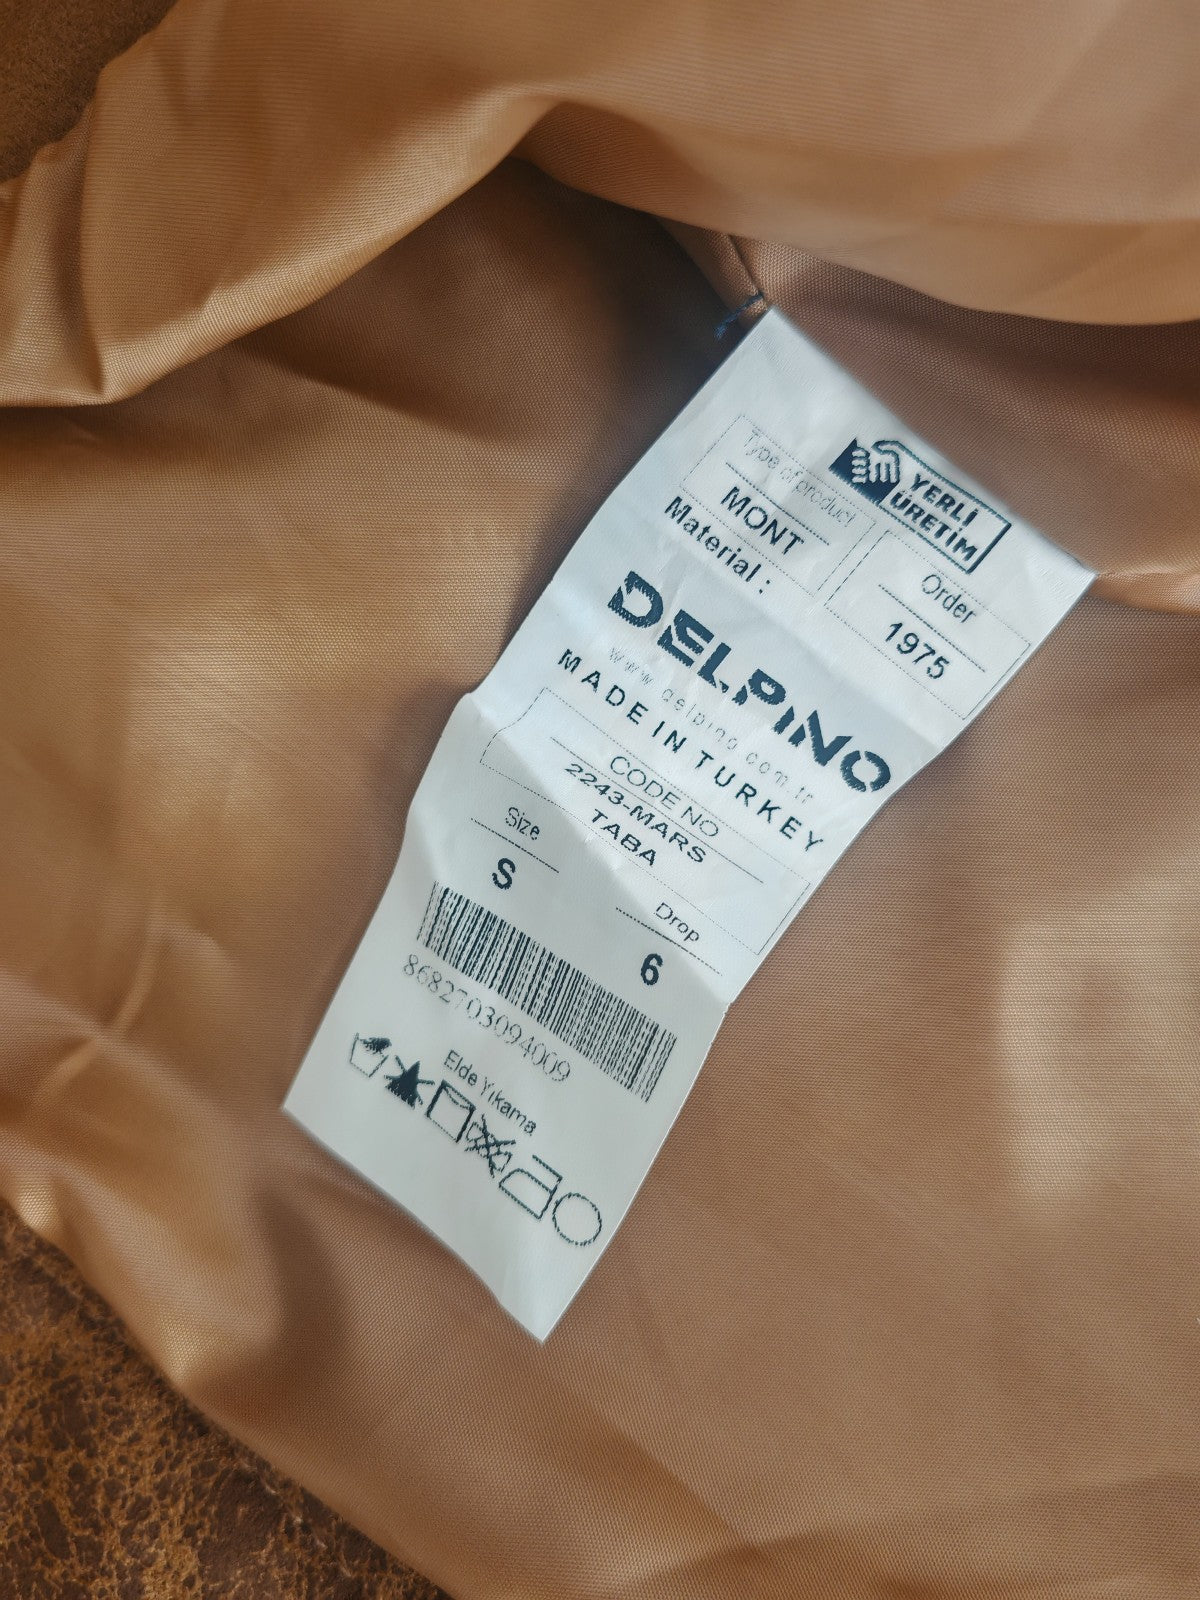 YERLİ
ÜRETİM
Type of product
MONT
Order
1975
Material :
DELPINO
www.delpino.com.tr
MADE IN TURKEY
CODE NO
2243-MARS
TABA
Size
S
Drop
6
8682703094009
Elde Yıkama